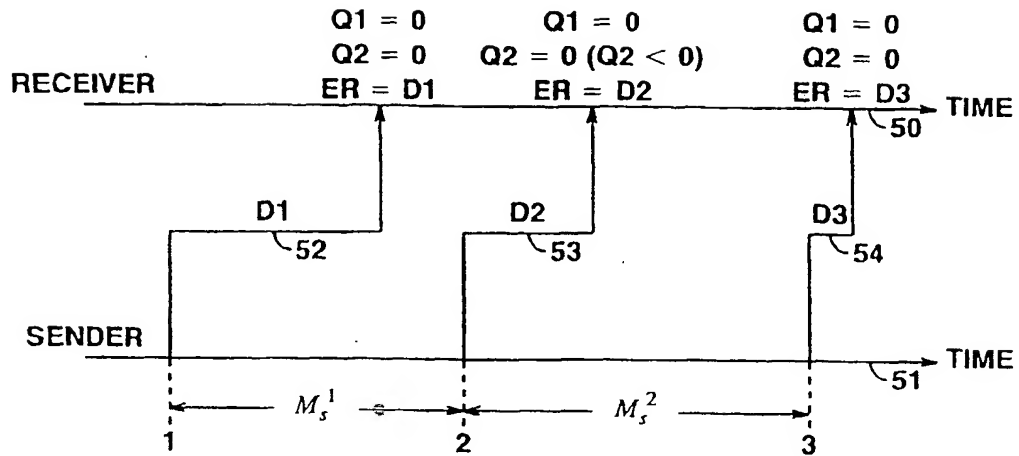 Q1 = 0 Q1 = 0 Q1 = 0
Q2 = 0 Q2 = 0 (Q2 < 0) Q2 = 0
RECEIVER ER = D1 ER = D2 ER = D3 TIME
50
D1 D2 D3
52 53 54
SENDER TIME
51
M_s^1 M_s^2
1 2 3